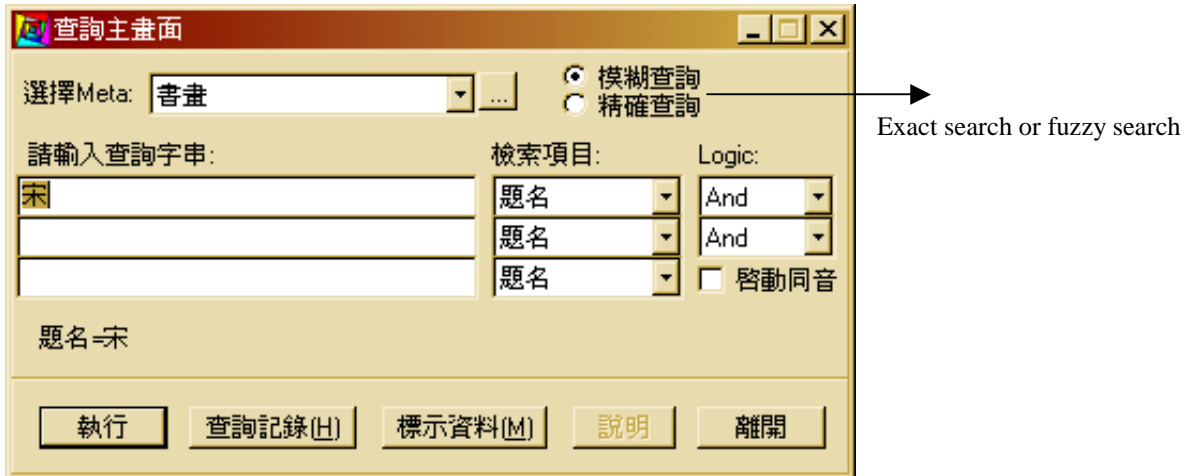 查詢主畫面
選擇Meta: 書畫 ... 模糊查詢
精確查詢
Exact search or fuzzy search
請輸入查詢字串: 檢索項目: Logic:
宋 題名 And
題名 And
題名 啓動同音
題名=宋
執行 查詢記錄(H) 標示資料(M) 說明 離開